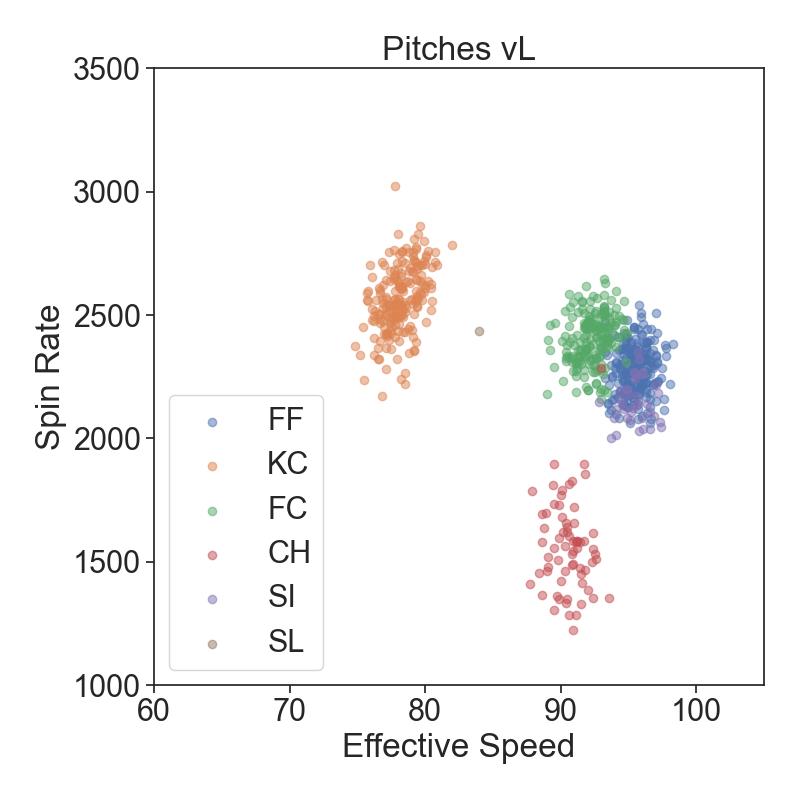 Pitches vL
3500
3000
2500
2000
1500
1000
Spin Rate
FF
KC
FC
CH
SI
SL
60 70 80 90 100
Effective Speed